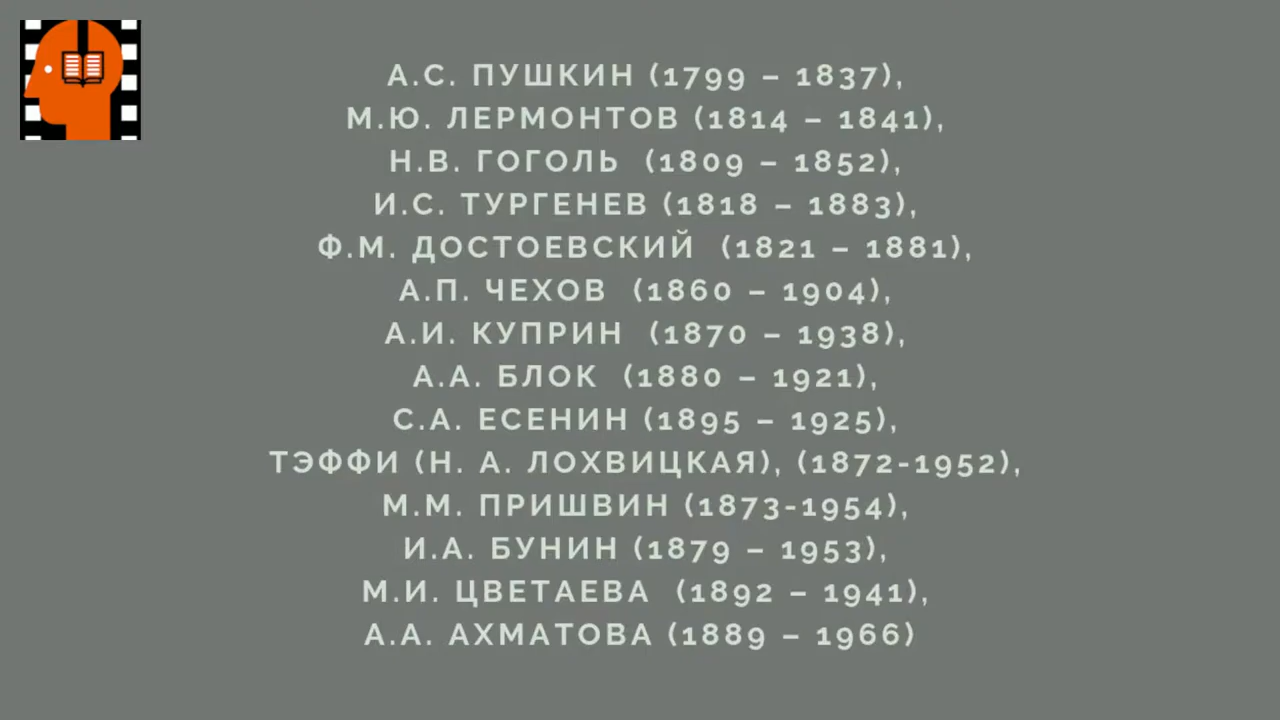 А.С. ПУШКИН (1799 – 1837),
М.Ю. ЛЕРМОНТОВ (1814 – 1841),
Н.В. ГОГОЛЬ (1809 – 1852),
И.С. ТУРГЕНЕВ (1818 – 1883),
Ф.М. ДОСТОЕВСКИЙ (1821 – 1881),
А.П. ЧЕХОВ (1860 – 1904),
А.И. КУПРИН (1870 – 1938),
А.А. БЛОК (1880 – 1921),
С.А. ЕСЕНИН (1895 – 1925),
ТЭФФИ (Н. А. ЛОХВИЦКАЯ), (1872-1952),
М.М. ПРИШВИН (1873-1954),
И.А. БУНИН (1879 – 1953),
М.И. ЦВЕТАЕВА (1892 – 1941),
А.А. АХМАТОВА (1889 – 1966)